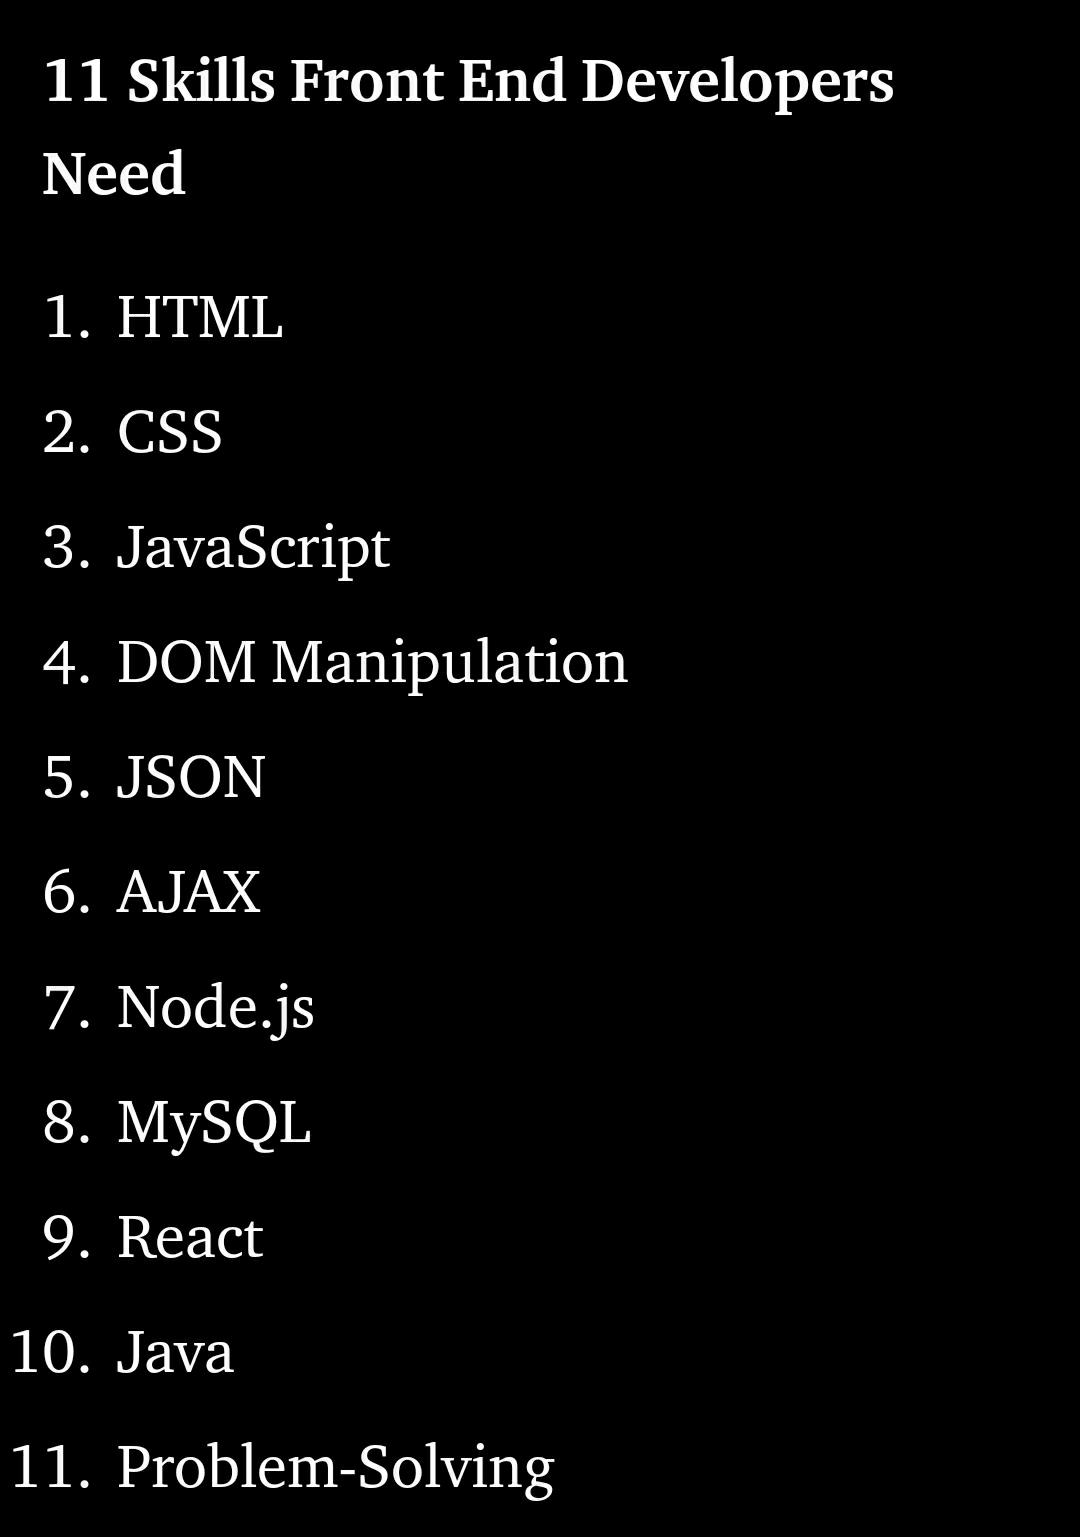 11 Skills Front End Developers
Need
1. HTML
2. CSS
3. JavaScript
4. DOM Manipulation
5. JSON
6. AJAX
7. Node.js
8. MySQL
9. React
10. Java
11. Problem-Solving